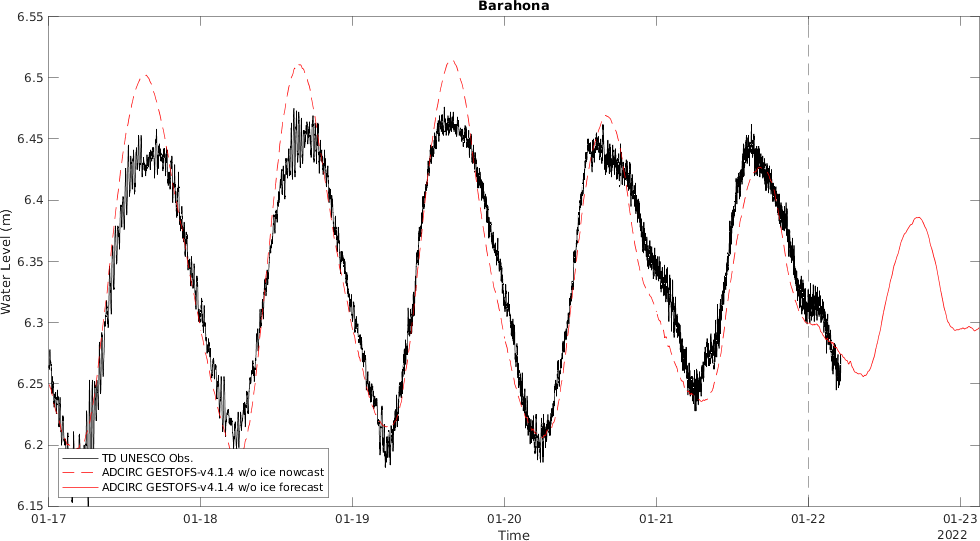 Barahona
6.55
6.5
6.45
6.4
6.35
6.3
6.25
6.2
6.15
Water Level (m)
TD UNESCO Obs.
ADCIRC GESTOFS-v4.1.4 w/o ice nowcast
ADCIRC GESTOFS-v4.1.4 w/o ice forecast
01-17 01-18 01-19 01-20 01-21 01-22 01-23
Time
2022